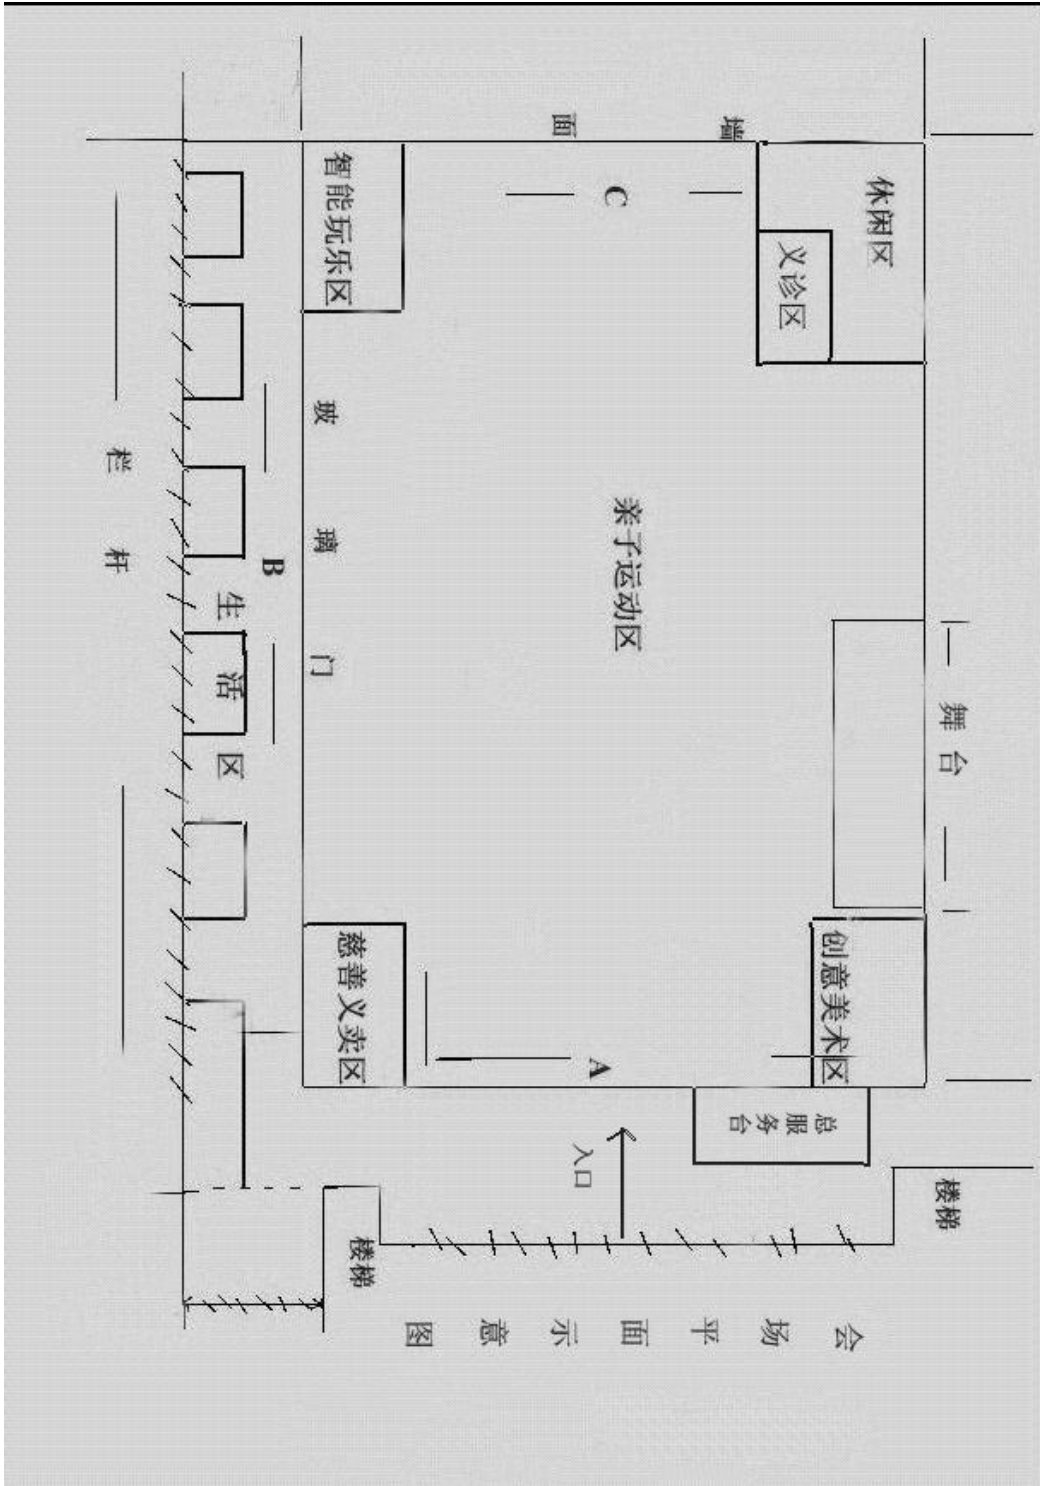 墙面
C
休闲区
义诊区
智能玩乐区
玻璃门
栏杆
B
生活区
亲子运动区
舞台
慈善义卖区
A
创意美术区
总服务台
入口
楼梯
楼梯
会场平面示意图